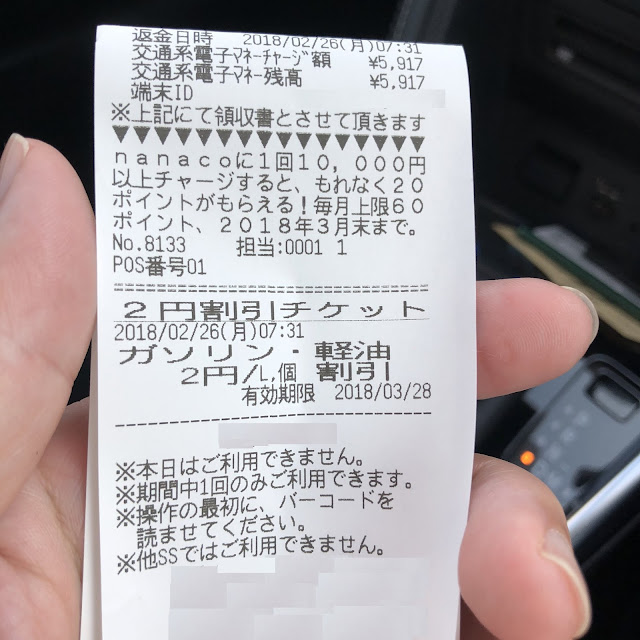 返金日時 2018/02/26(月)07:31
交通系電子ﾏﾈｰﾁｬｰｼﾞ額 ¥5,917
交通系電子ﾏﾈｰ残高 ¥5,917
端末ID
※上記にて領収書とさせて頂きます
▼▼▼▼▼▼▼▼▼▼▼▼▼▼▼▼
nanacoに1回10,000円
以上チャージすると、もれなく20
ポイントがもらえる!毎月上限60
ポイント、2018年3月末まで。
No.8133 担当:0001 1
POS番号01
2円割引チケット
2018/02/26(月)07:31
ガソリン・軽油
2円/L,個 割引
有効期限 2018/03/28
※本日はご利用できません。
※期間中1回のみご利用できます。
※操作の最初に、バーコードを
読ませてください。
※他SSではご利用できません。